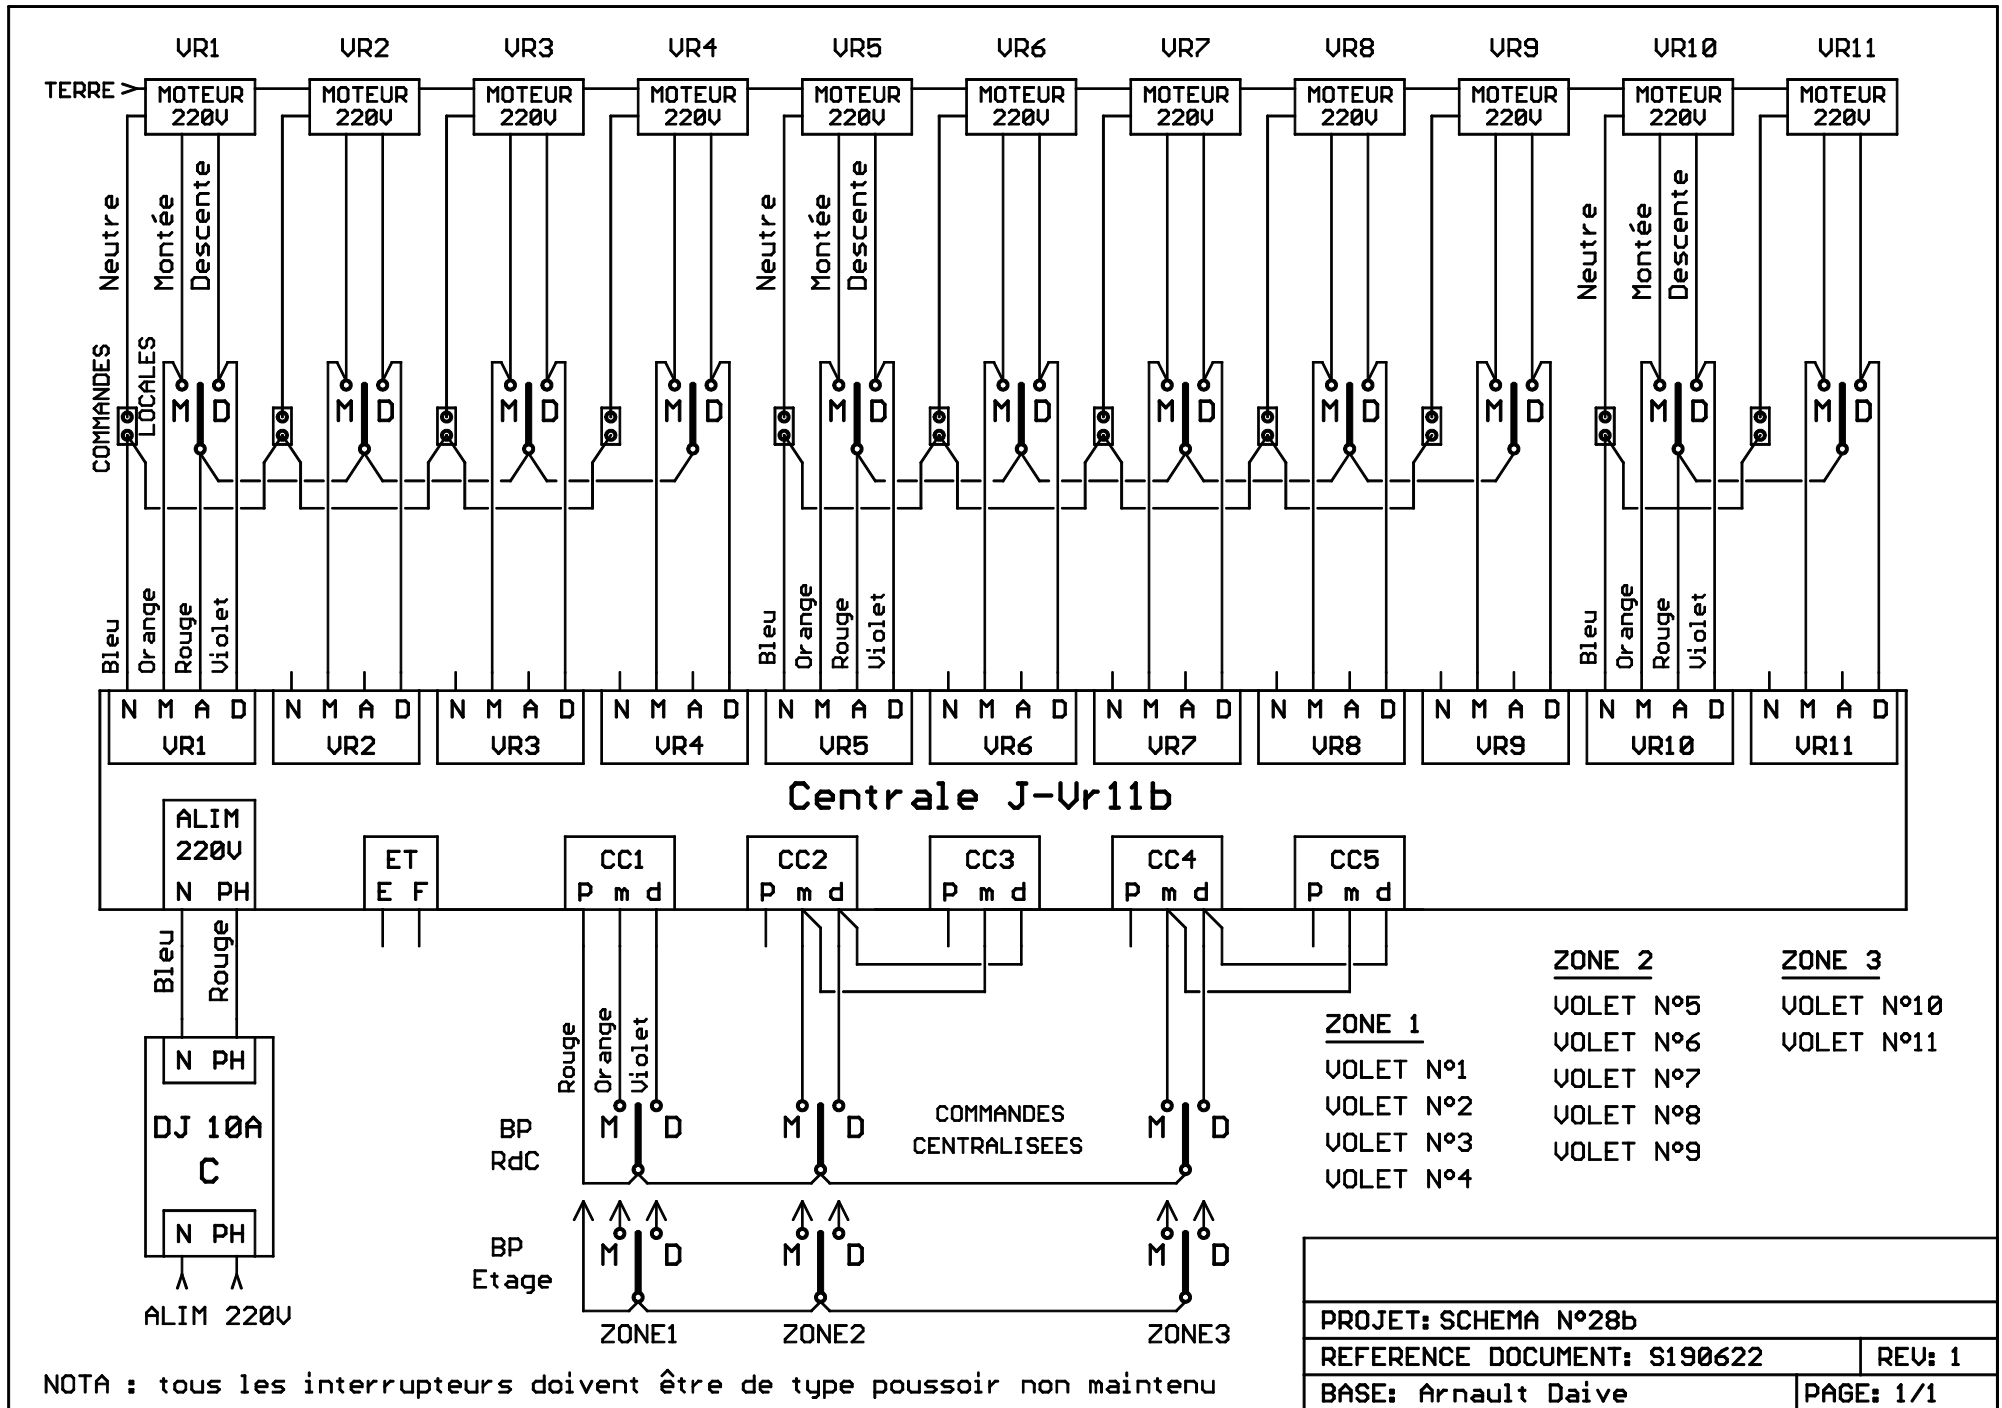 VR1 VR2 VR3 VR4 VR5 VR6 VR7 VR8 VR9 VR10 VR11
TERRE
MOTEUR MOTEUR MOTEUR MOTEUR MOTEUR MOTEUR MOTEUR MOTEUR MOTEUR MOTEUR MOTEUR
220V 220V 220V 220V 220V 220V 220V 220V 220V 220V 220V
Neutre Montée Descente
Neutre Montée Descente
Neutre Montée Descente
COMMANDES
LOCALES
M D M D M D M D M D M D M D M D M D M D M D
Bleu Orange Rouge Violet
Bleu Orange Rouge Violet
Bleu Orange Rouge Violet
N M A D N M A D N M A D N M A D N M A D N M A D N M A D N M A D N M A D N M A D N M A D
VR1 VR2 VR3 VR4 VR5 VR6 VR7 VR8 VR9 VR10 VR11
Centrale J-Vr11b
ALIM
220V
N PH
ET
E F
CC1
P m d
CC2
P m d
CC3
P m d
CC4
P m d
CC5
P m d
Bleu Rouge
N PH
DJ 10A
C
N PH
ALIM 220V
Rouge Orange Violet
BP
RdC
M D M D M D
COMMANDES
CENTRALISEES
BP
Etage
M D M D M D
ZONE1 ZONE2 ZONE3
ZONE 1
VOLET N°1
VOLET N°2
VOLET N°3
VOLET N°4
ZONE 2
VOLET N°5
VOLET N°6
VOLET N°7
VOLET N°8
VOLET N°9
ZONE 3
VOLET N°10
VOLET N°11
NOTA : tous les interrupteurs doivent être de type poussoir non maintenu
PROJET: SCHEMA N°28b
REFERENCE DOCUMENT: S190622 REV: 1
BASE: Arnault Daive PAGE: 1/1